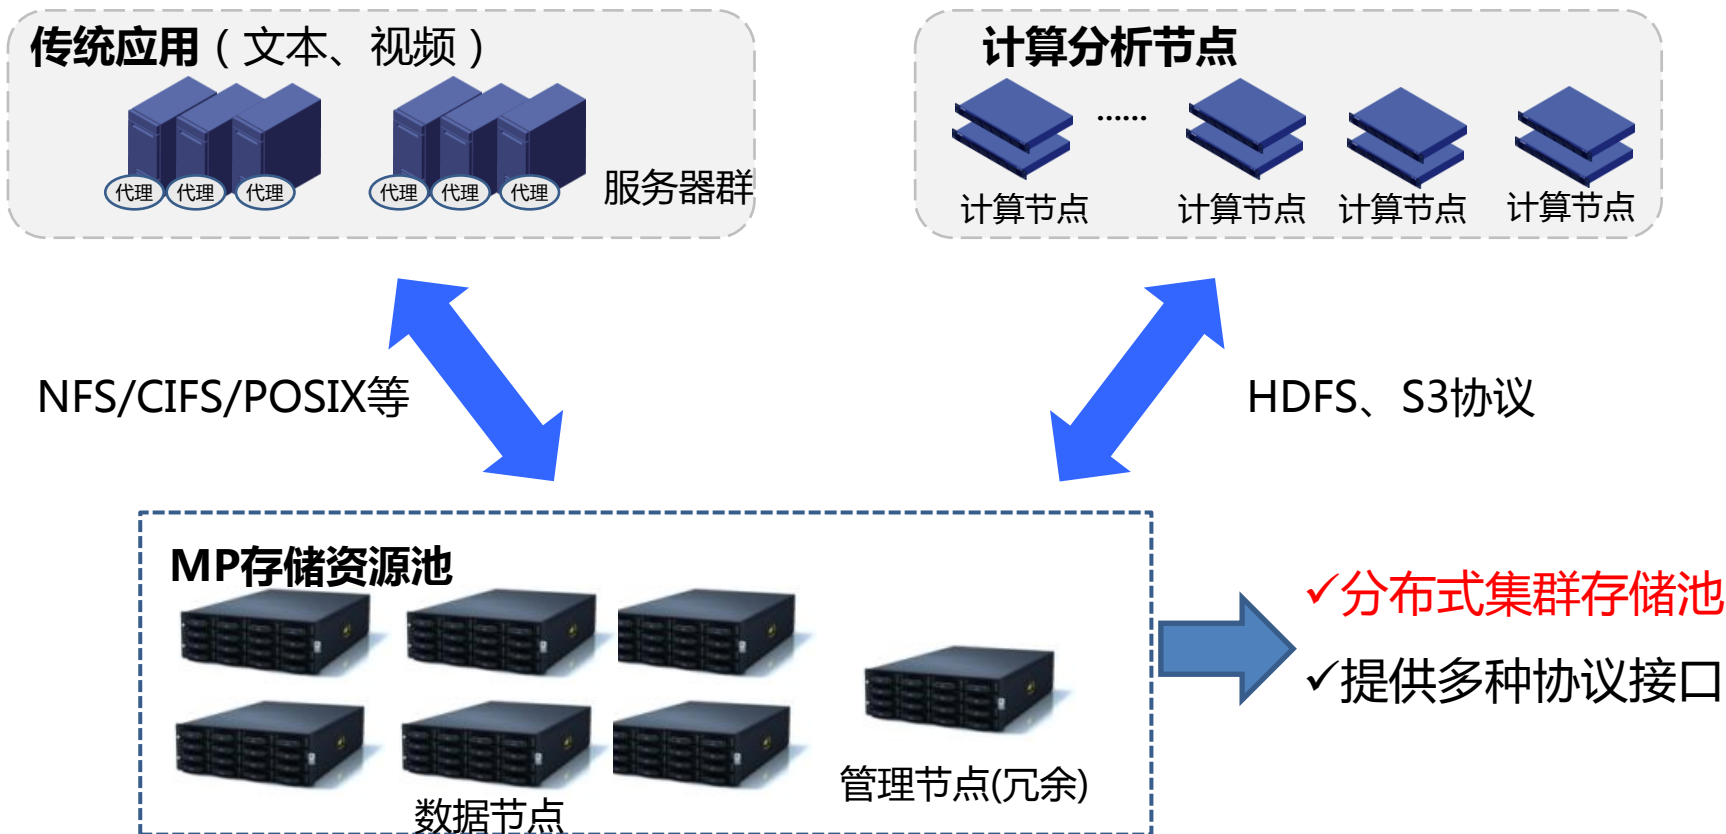 传统应用（文本、视频）
代理 代理 代理 代理 代理 代理
服务器群
计算分析节点
......
计算节点 计算节点 计算节点 计算节点
NFS/CIFS/POSIX等
HDFS、S3协议
MP存储资源池
数据节点
管理节点(冗余)
✓分布式集群存储池
✓提供多种协议接口